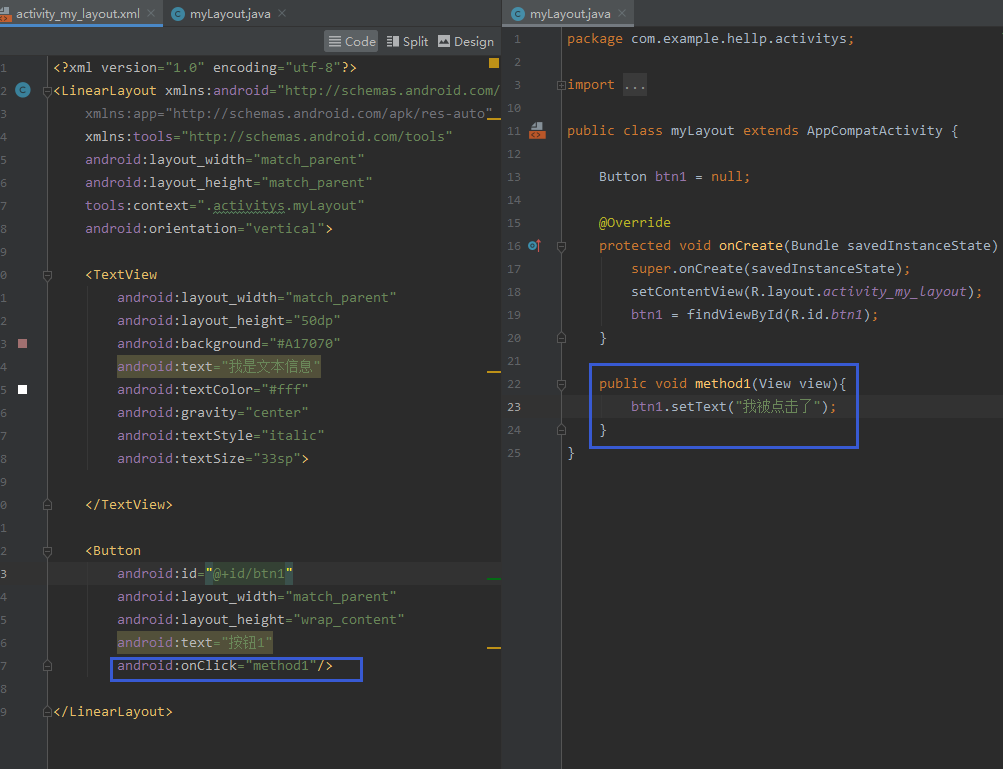 activity_my_layout.xml
myLayout.java
Code
Split
Design
1 <?xml version="1.0" encoding="utf-8"?>
2 <LinearLayout xmlns:android="http://schemas.android.com/
3 xmlns:app="http://schemas.android.com/apk/res-auto"
4 xmlns:tools="http://schemas.android.com/tools"
5 android:layout_width="match_parent"
6 android:layout_height="match_parent"
7 tools:context=".activitys.myLayout"
8 android:orientation="vertical">
9
0 <TextView
1 android:layout_width="match_parent"
2 android:layout_height="50dp"
3 android:background="#A17070"
4 android:text="我是文本信息"
5 android:textColor="#fff"
6 android:gravity="center"
7 android:textStyle="italic"
8 android:textSize="33sp">
9
0 </TextView>
1
2 <Button
3 android:id="@+id/btn1"
4 android:layout_width="match_parent"
5 android:layout_height="wrap_content"
6 android:text="按钮1"
7 android:onClick="method1"/>
8
9 </LinearLayout>
myLayout.java
1 package com.example.hellp.activitys;
2
3 import ...
10
11 public class myLayout extends AppCompatActivity {
12
13 Button btn1 = null;
14
15 @Override
16 protected void onCreate(Bundle savedInstanceState)
17 super.onCreate(savedInstanceState);
18 setContentView(R.layout.activity_my_layout);
19 btn1 = findViewById(R.id.btn1);
20 }
21
22 public void method1(View view){
23 btn1.setText("我被点击了");
24 }
25 }